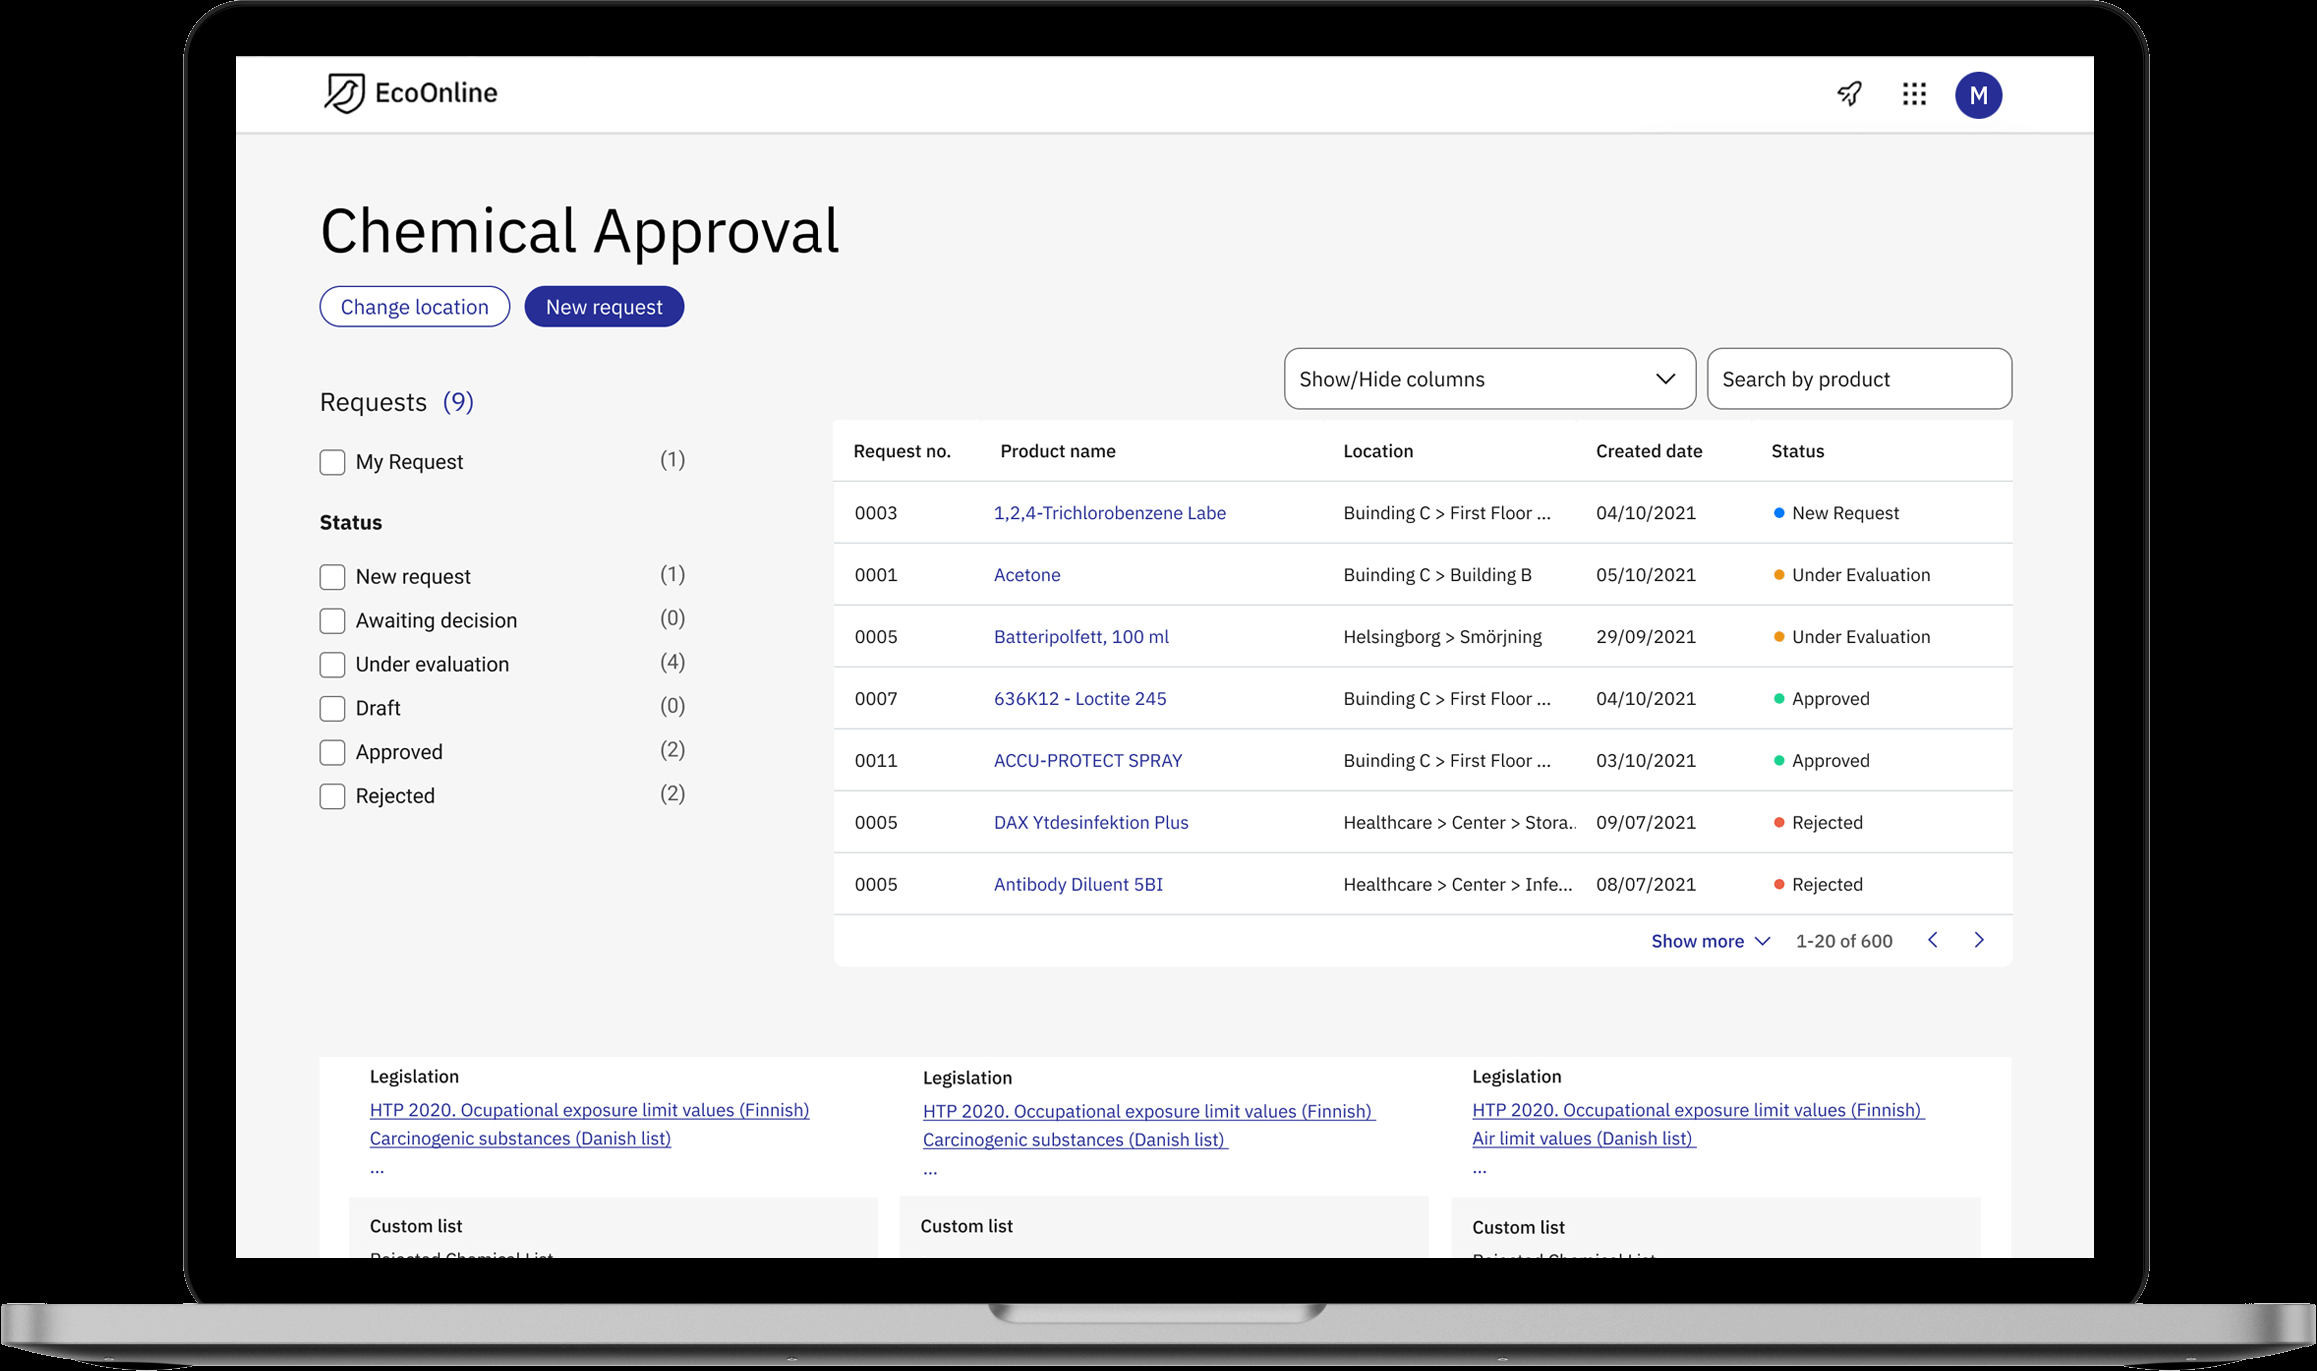 EcoOnline
M
Chemical Approval
Change location
New request
Show/Hide columns
Search by product
Requests (9)
My Request (1)
Status
New request (1)
Awaiting decision (0)
Under evaluation (4)
Draft (0)
Approved (2)
Rejected (2)
Request no. Product name Location Created date Status
0003 1,2,4-Trichlorobenzene Labe Buinding C > First Floor ... 04/10/2021 New Request
0001 Acetone Buinding C > Building B 05/10/2021 Under Evaluation
0005 Batteripolfett, 100 ml Helsingborg > Smörjning 29/09/2021 Under Evaluation
0007 636K12 - Loctite 245 Buinding C > First Floor ... 04/10/2021 Approved
0011 ACCU-PROTECT SPRAY Buinding C > First Floor ... 03/10/2021 Approved
0005 DAX Ytdesinfektion Plus Healthcare > Center > Stora.. 09/07/2021 Rejected
0005 Antibody Diluent 5BI Healthcare > Center > Infe... 08/07/2021 Rejected
Show more 1-20 of 600
Legislation
HTP 2020. Ocupational exposure limit values (Finnish)
Carcinogenic substances (Danish list)
...
Custom list
Rejected Chemical List
Legislation
HTP 2020. Occupational exposure limit values (Finnish)
Carcinogenic substances (Danish list)
...
Custom list
Legislation
HTP 2020. Occupational exposure limit values (Finnish)
Air limit values (Danish list)
...
Custom list
Rejected Chemical List